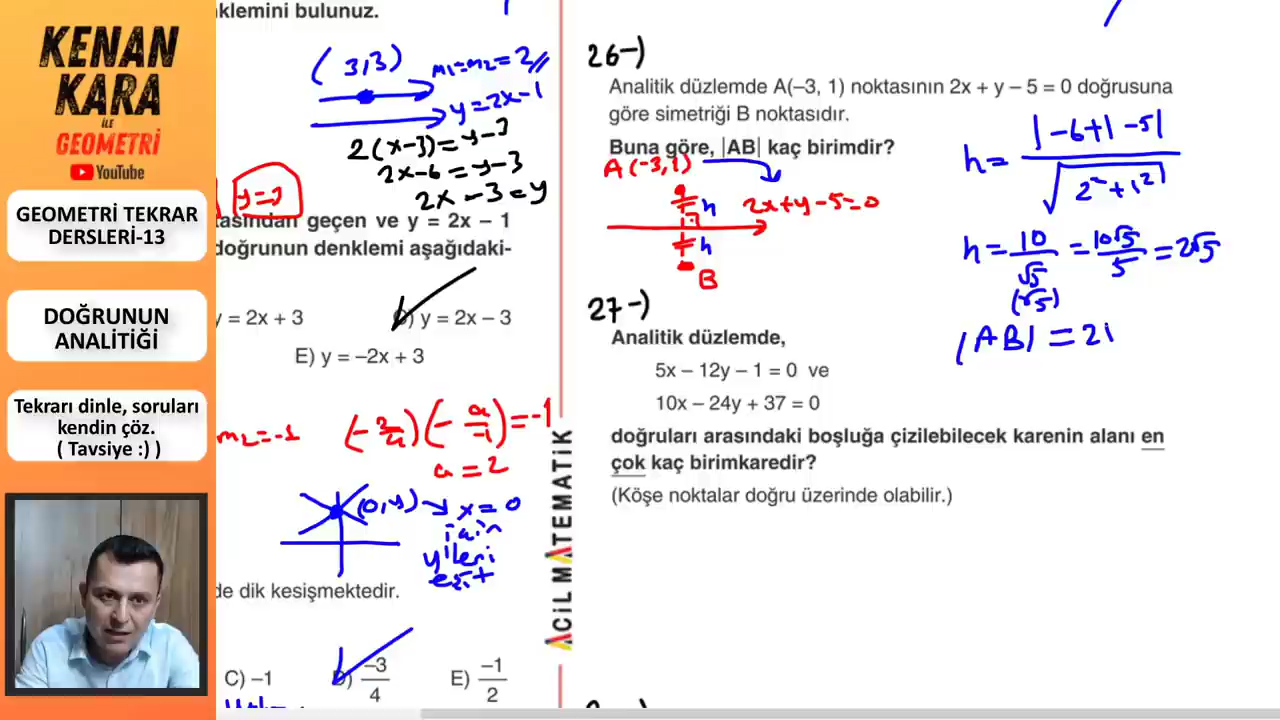 KENAN
KARA
İLE
GEOMETRİ
YouTube
GEOMETRİ TEKRAR
DERSLERİ-13
DOĞRUNUN
ANALİTİĞİ
Tekrarı dinle, soruları
kendin çöz.
( Tavsiye :) )
klemini bulunuz.
(3,3)
m1=m2=2//
y=2x-1
2(x-3)=y-3
2x-6=y-3
2x-3=y
tasından geçen ve y = 2x – 1
doğrunun denklemi aşağıdaki-
y = 2x + 3
y = 2x – 3
E) y = –2x + 3
m2=-1
a=2
(0,y) → x=0
için
y'leri
eşit
de dik kesişmektedir.
C) –1
D) –3/4
E) –1/2
ACİL MATEMATİK
26-)
Analitik düzlemde A(–3, 1) noktasının 2x + y – 5 = 0 doğrusuna
göre simetriği B noktasıdır.
Buna göre, |AB| kaç birimdir?
A(-3,1)
h
2x+y-5=0
h
B
h=|-6+1-5|/√(2²+1²)
h=10/√5=10√5/5=2√5
(√5)
|AB|=2
27-)
Analitik düzlemde,
5x – 12y – 1 = 0 ve
10x – 24y + 37 = 0
doğruları arasındaki boşluğa çizilebilecek karenin alanı en
çok kaç birimkaredir?
(Köşe noktalar doğru üzerinde olabilir.)